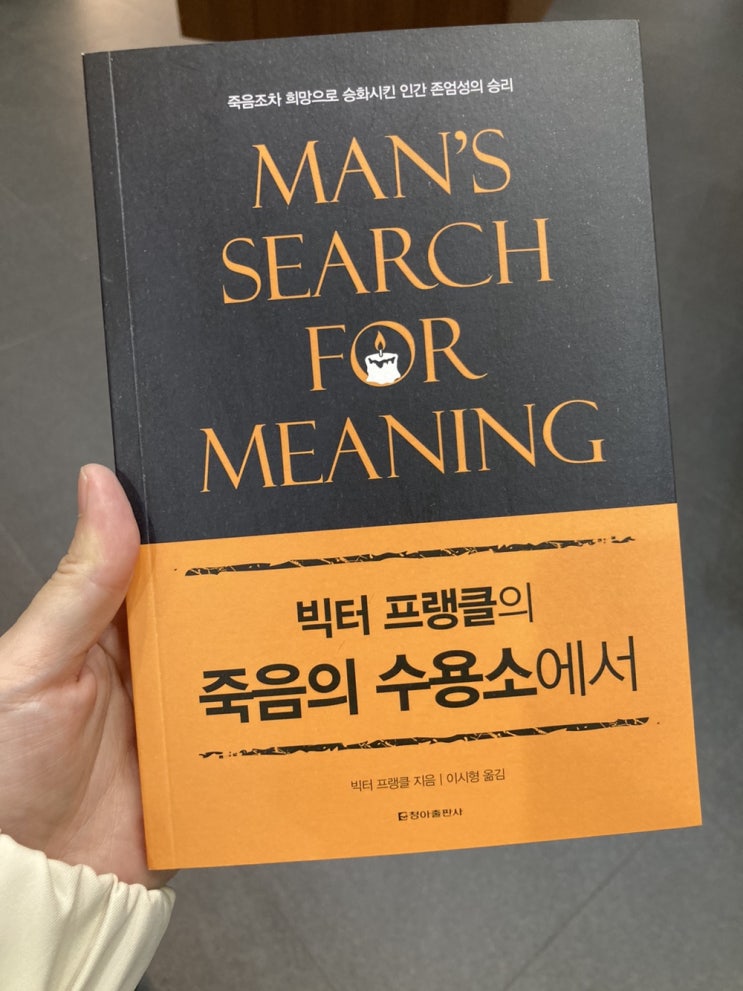 죽음조차 희망으로 승화시킨 인간 존엄성의 승리
MAN'S
SEARCH
FOR
MEANING
빅터 프랭클의
죽음의 수용소에서
빅터 프랭클 지음 | 이시형 옮김
청아출판사